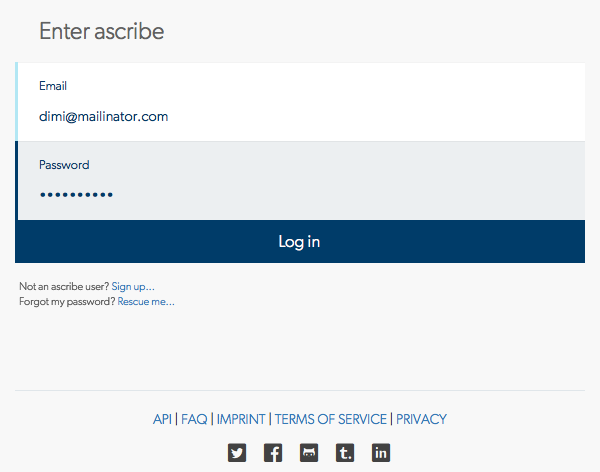 Enter ascribe
Email
dimi@mailinator.com
Password
••••••••••
Log in
Not an ascribe user? Sign up...
Forgot my password? Rescue me...
API | FAQ | IMPRINT | TERMS OF SERVICE | PRIVACY